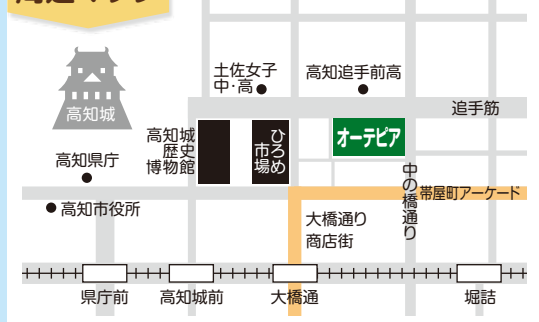 土佐女子
中・高
高知追手前高
高知城
追手筋
高知城
歴史
博物館
ひろめ
市場
オーテピア
高知県庁
中の橋通り
帯屋町アーケード
高知市役所
大橋通り
商店街
県庁前
高知城前
大橋通
堀詰